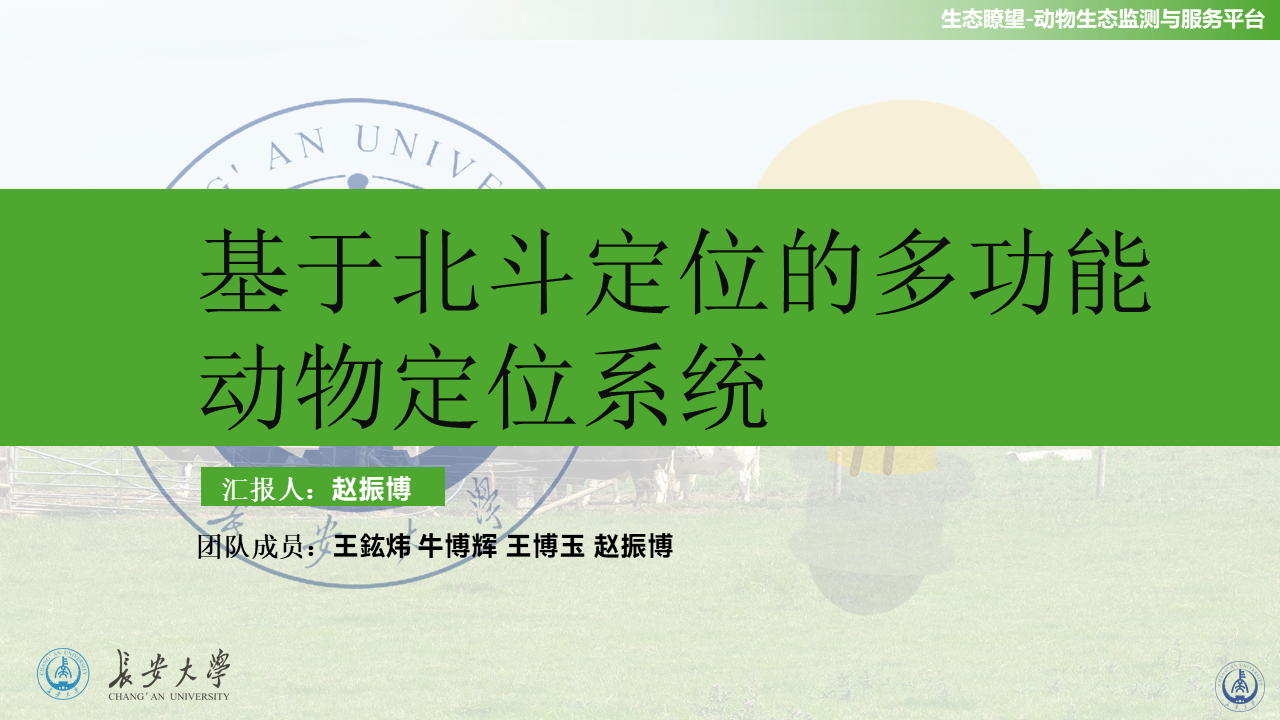 生态瞭望-动物生态监测与服务平台
G' AN UNIVE
基于北斗定位的多功能
动物定位系统
汇报人：赵振博
团队成员：王鉉炜 牛博辉 王博玉 赵振博
長安大學
CHANG'AN UNIVERSITY